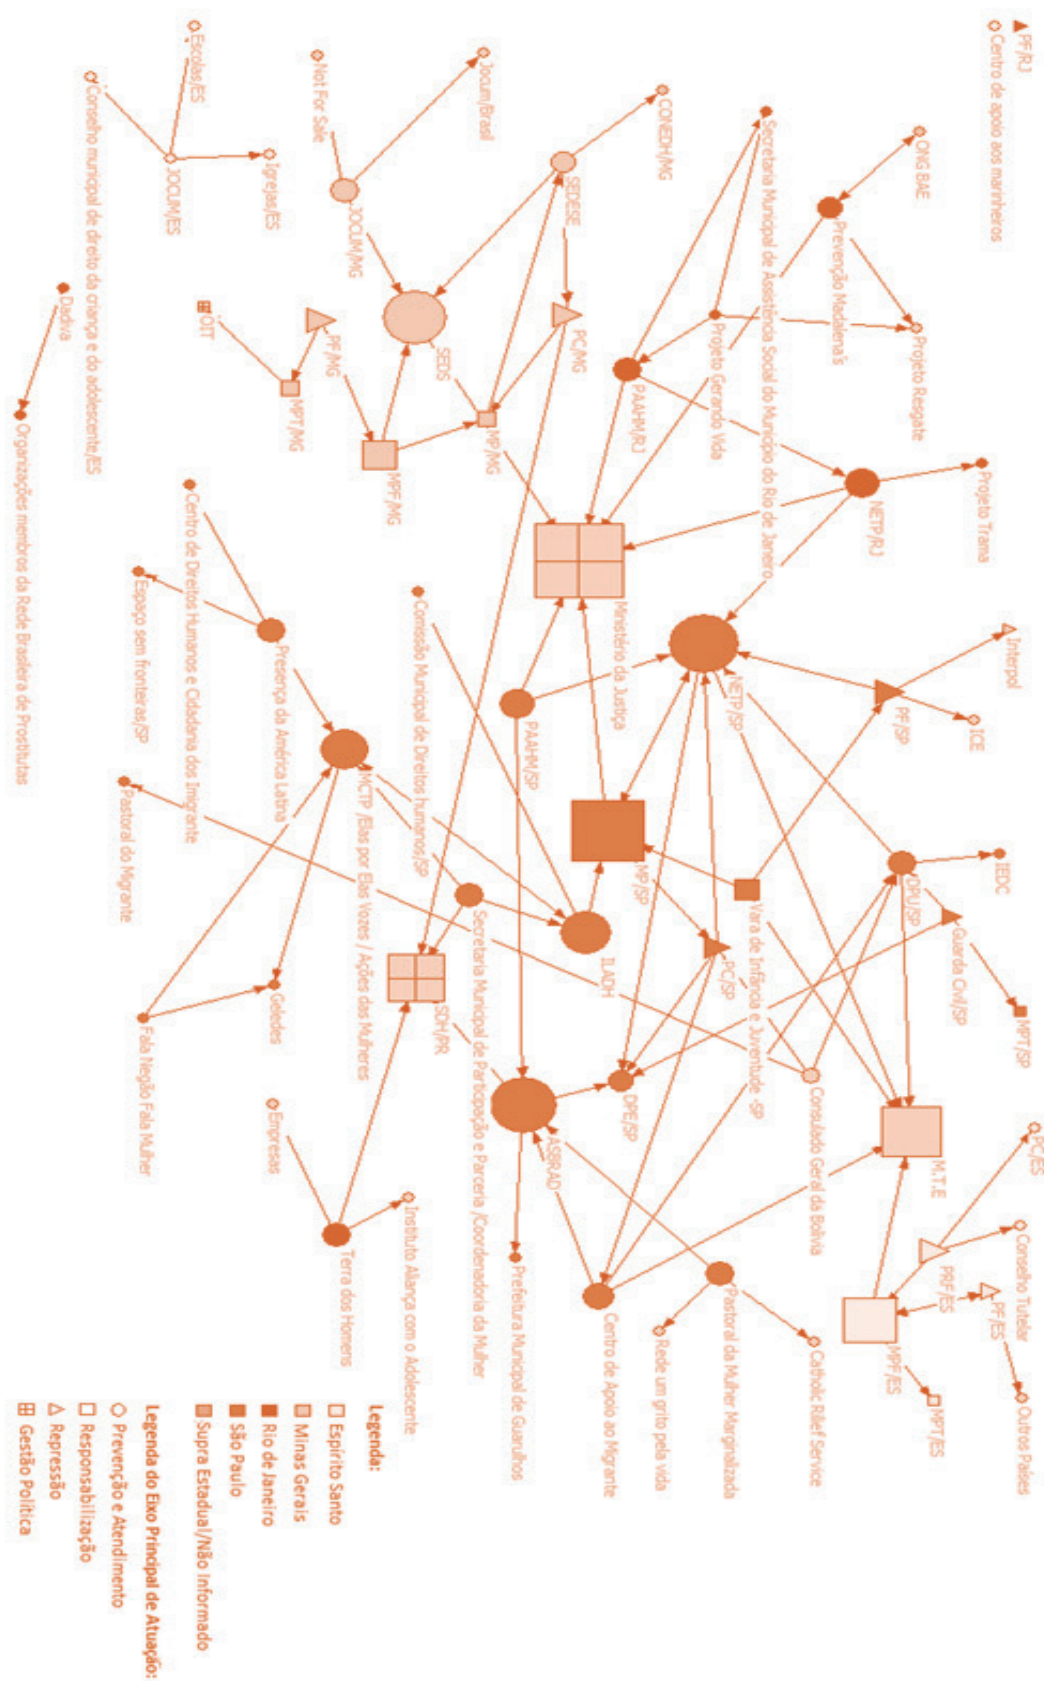 PF/RJ
Centro de apoio aos marinheiros
Escolas/ES
Conselho municipal de direito da criança e do adolescente/ES
JOCUM/ES
Igrejas/ES
Dadiva
Organizações membros da Rede Brasileira de Prostitutas
Not For Sale
Jocum/Brasil
JOCUM/MG
CONEDH/MG
SEDESE
SEDS
PC/MG
OIT
PF/MG
MPT/MG
MPF/MG
MP/MG
Secretaria Municipal de Assistência Social do Município do Rio de Janeiro
ONG BAE
Prevenção Madalena's
Projeto Gerando Vida
Projeto Resgate
PAAHM/RJ
NETP/RJ
Projeto Trama
Ministério da Justiça
Centro de Direitos Humanos e Cidadania dos Imigrante
Espaço sem fronteiras/SP
Presença da América Latina
Pastoral do Migrante
Comissão Municipal de Direitos humanos/SP
MCTP /Elas por Elas Vozes / Ações das Mulheres
PAAHM/SP
NETP/SP
Interpol
PF/SP
ICE
MP/SP
Vara de Infância e Juventude -SP
DPU/SP
IEDC
Guarda Civil/SP
MPT/SP
PC/SP
ILADH
Secretaria Municipal de Participação e Parceria /Coordenadoria da Mulher
SDH/PR
Geledes
Fala Negão Fala Mulher
DPE/SP
ASBRAD
Consulado Geral da Bolivia
M.T.E
PC/ES
Conselho Tutelar
PRF/ES
PF/ES
MPF/ES
MPT/ES
Outros Países
Empresas
Terra dos Homens
Instituto Aliança com o Adolescente
Prefeitura Municipal de Guarulhos
Centro de Apoio ao Migrante
Pastoral da Mulher Marginalizada
Rede um grito pela vida
Catholic Rilief Service
Legenda:
Espírito Santo
Minas Gerais
Rio de Janeiro
São Paulo
Supra Estadual/Não Informado
Legenda do Eixo Principal de Atuação:
Prevenção e Atendimento
Responsabilização
Repressão
Gestão Política